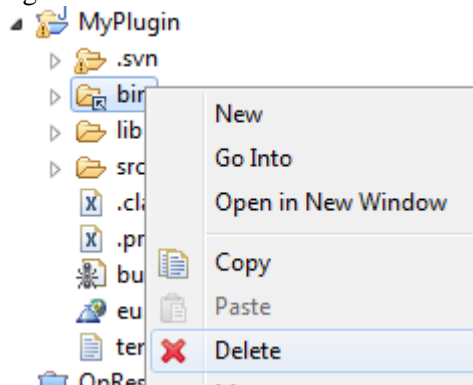 MyPlugin
.svn
bin
lib
src
.cla
.pr
bu
eu
ter
New
Go Into
Open in New Window
Copy
Paste
Delete